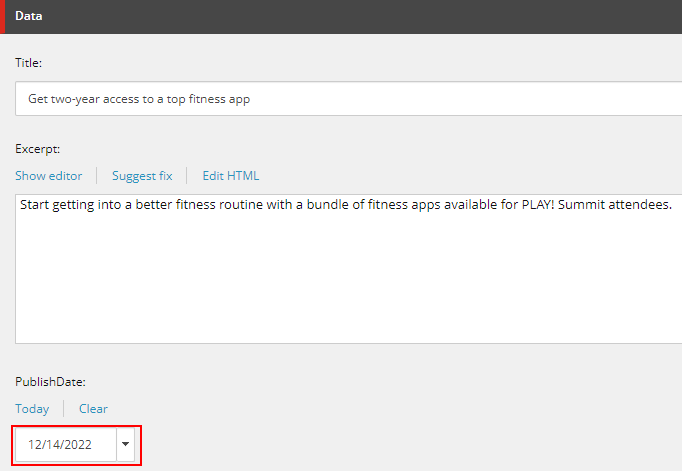 Data
Title:
Get two-year access to a top fitness app
Excerpt:
Show editor Suggest fix Edit HTML
Start getting into a better fitness routine with a bundle of fitness apps available for PLAY! Summit attendees.
PublishDate:
Today Clear
12/14/2022